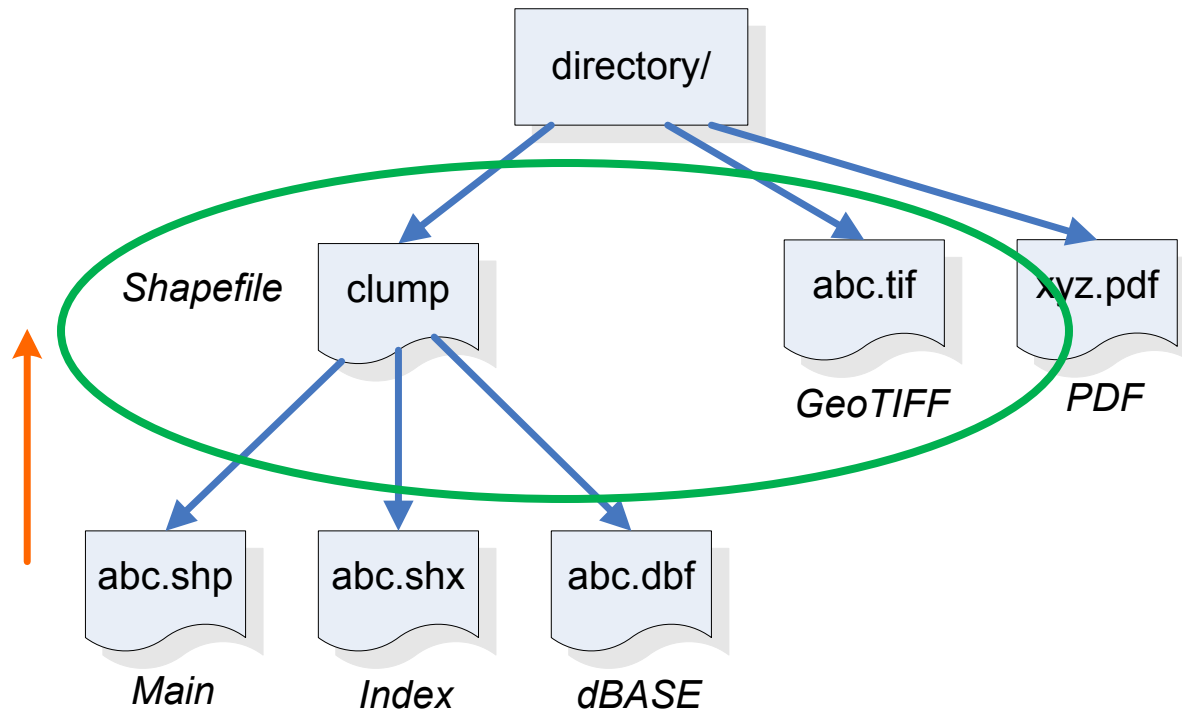 directory/
Shapefile
clump
abc.tif
xyz.pdf
GeoTIFF
PDF
abc.shp
abc.shx
abc.dbf
Main
Index
dBASE